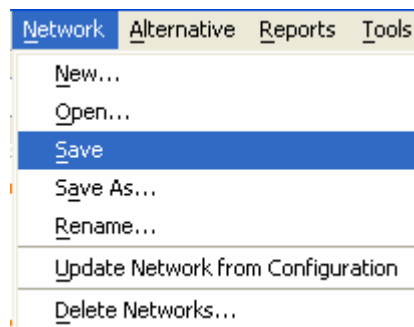 Network Alternative Reports Tools
New...
Open...
Save
Save As...
Rename...
Update Network from Configuration
Delete Networks...